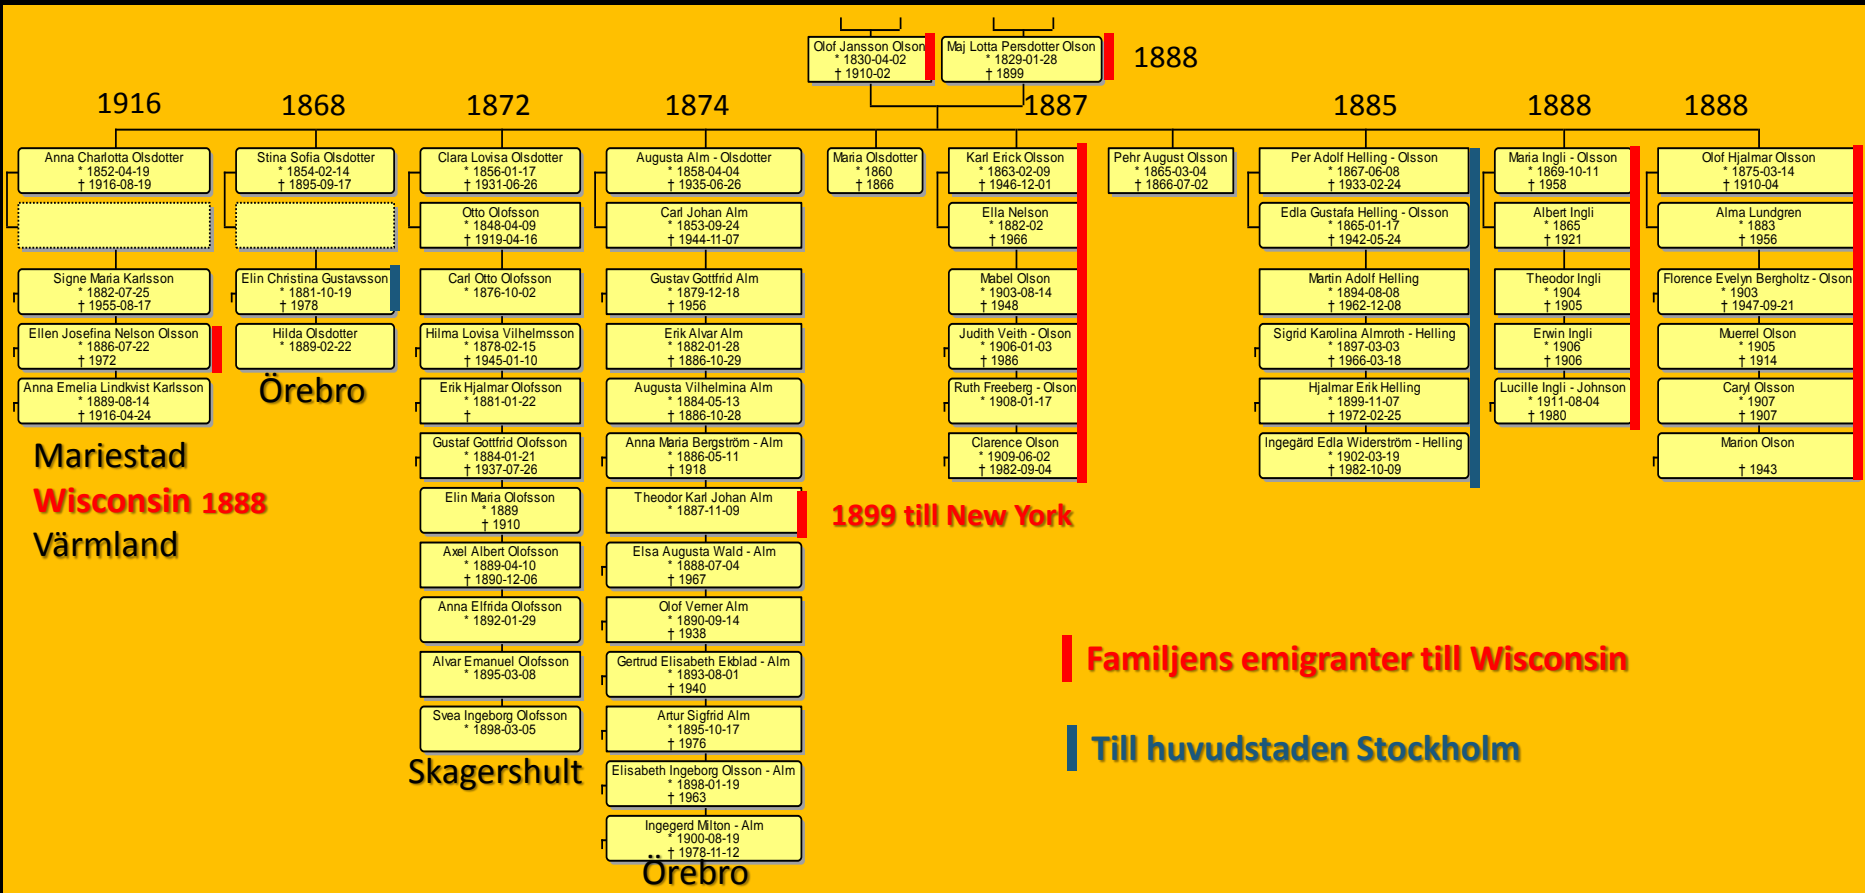 Olof Jansson Olson
* 1830-04-02
† 1910-02
Maj Lotta Persdotter Olson
* 1829-01-28
† 1899
1888
1916
1868
1872
1874
1887
1885
1888
1888
Anna Charlotta Olsdotter
* 1852-04-19
† 1916-08-19
Signe Maria Karlsson
* 1882-07-25
† 1955-08-17
Ellen Josefina Nelson Olsson
* 1886-07-22
† 1972
Anna Emelia Lindkvist Karlsson
* 1889-08-14
† 1916-04-24
Mariestad
Wisconsin 1888
Värmland
Stina Sofia Olsdotter
* 1854-02-14
† 1895-09-17
Elin Christina Gustavsson
* 1881-10-19
† 1978
Hilda Olsdotter
* 1889-02-22
Örebro
Clara Lovisa Olsdotter
* 1856-01-17
† 1931-06-26
Otto Olofsson
* 1848-04-09
† 1919-04-16
Carl Otto Olofsson
* 1876-10-02
Hilma Lovisa Vilhelmsson
* 1878-02-15
† 1945-01-10
Erik Hjalmar Olofsson
* 1881-01-22
†
Gustaf Gottfrid Olofsson
* 1884-01-21
† 1937-07-26
Elin Maria Olofsson
* 1889
† 1910
Axel Albert Olofsson
* 1889-04-10
† 1890-12-06
Anna Elfrida Olofsson
* 1892-01-29
Alvar Emanuel Olofsson
* 1895-03-08
Svea Ingeborg Olofsson
* 1898-03-05
Skagershult
Augusta Alm - Olsdotter
* 1858-04-04
† 1935-06-26
Carl Johan Alm
* 1853-09-24
† 1944-11-07
Gustav Gottfrid Alm
* 1879-12-18
† 1956
Erik Alvar Alm
* 1882-01-28
† 1886-10-29
Augusta Vilhelmina Alm
* 1884-05-13
† 1886-10-28
Anna Maria Bergström - Alm
* 1886-05-11
† 1918
Theodor Karl Johan Alm
* 1887-11-09
1899 till New York
Elsa Augusta Wald - Alm
* 1888-07-04
† 1967
Olof Verner Alm
* 1890-09-14
† 1938
Gertrud Elisabeth Ekblad - Alm
* 1893-08-01
† 1940
Artur Sigfrid Alm
* 1895-10-17
† 1976
Elisabeth Ingeborg Olsson - Alm
* 1898-01-19
† 1963
Ingegerd Milton - Alm
* 1900-08-19
† 1978-11-12
Örebro
Maria Olsdotter
* 1860
† 1866
Karl Erick Olsson
* 1863-02-09
† 1946-12-01
Ella Nelson
* 1882-02
† 1966
Mabel Olson
* 1903-08-14
† 1948
Judith Veith - Olson
* 1906-01-03
† 1986
Ruth Freeberg - Olson
* 1908-01-17
Clarence Olson
* 1909-06-02
† 1982-09-04
Pehr August Olsson
* 1865-03-04
† 1866-07-02
Per Adolf Helling - Olsson
* 1867-06-08
† 1933-02-24
Edla Gustafa Helling - Olsson
* 1865-01-17
† 1942-05-24
Martin Adolf Helling
* 1894-08-08
† 1962-12-08
Sigrid Karolina Almroth - Helling
* 1897-03-03
† 1966-03-18
Hjalmar Erik Helling
* 1899-11-07
† 1972-02-25
Ingegärd Edla Widerström - Helling
* 1902-03-19
† 1982-10-09
Maria Ingli - Olsson
* 1869-10-11
† 1958
Albert Ingli
* 1865
† 1921
Theodor Ingli
* 1904
† 1905
Erwin Ingli
* 1906
† 1906
Lucille Ingli - Johnson
* 1911-08-04
† 1980
Olof Hjalmar Olsson
* 1875-03-14
† 1910-04
Alma Lundgren
* 1883
† 1956
Florence Evelyn Bergholtz - Olson
* 1903
† 1947-09-21
Muerrel Olson
* 1905
† 1914
Caryl Olsson
* 1907
† 1907
Marion Olson
† 1943
Familjens emigranter till Wisconsin
Till huvudstaden Stockholm